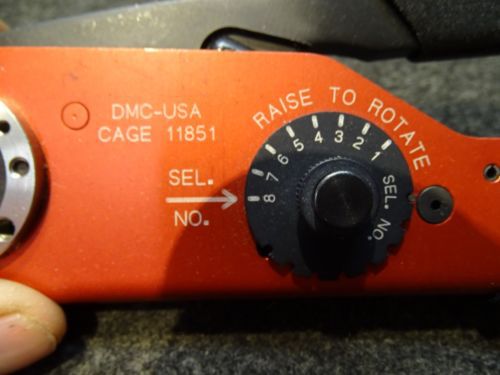 DMC-USA
CAGE 11851
RAISE TO ROTATE
SEL.
NO.
8 7 6 5 4 3 2 1
SEL. NO.